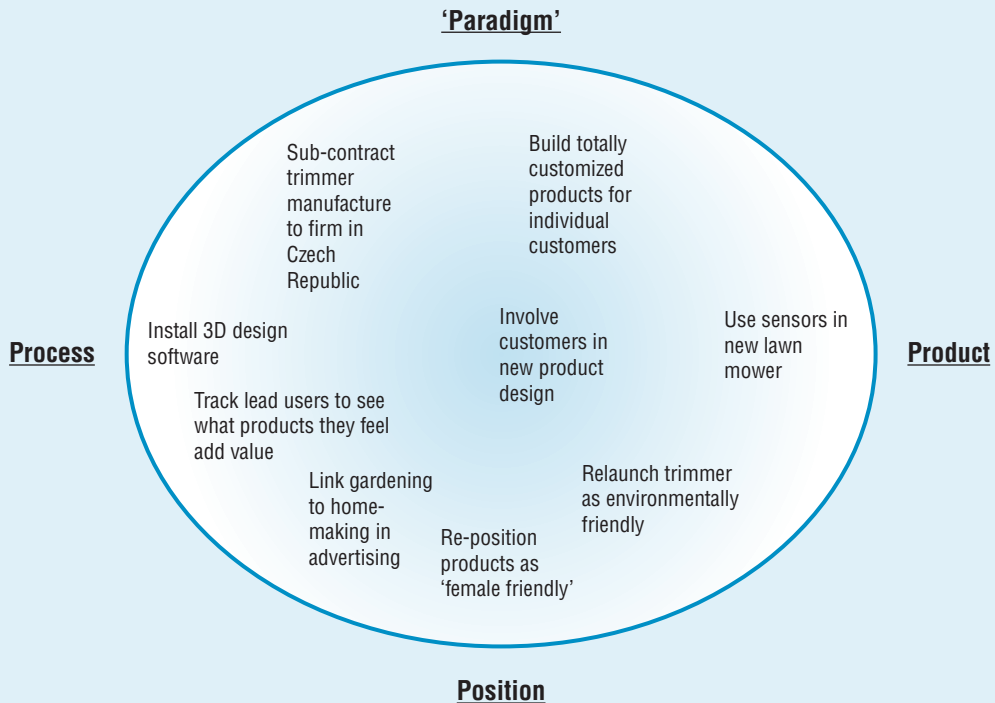 ‘Paradigm’
Sub-contract
trimmer
manufacture
to firm in
Czech
Republic
Build totally
customized
products for
individual
customers
Process
Install 3D design
software
Involve
customers in
new product
design
Use sensors in
new lawn
mower
Product
Track lead users to see
what products they feel
add value
Link gardening
to home-
making in
advertising
Re-position
products as
‘female friendly’
Relaunch trimmer
as environmentally
friendly
Position